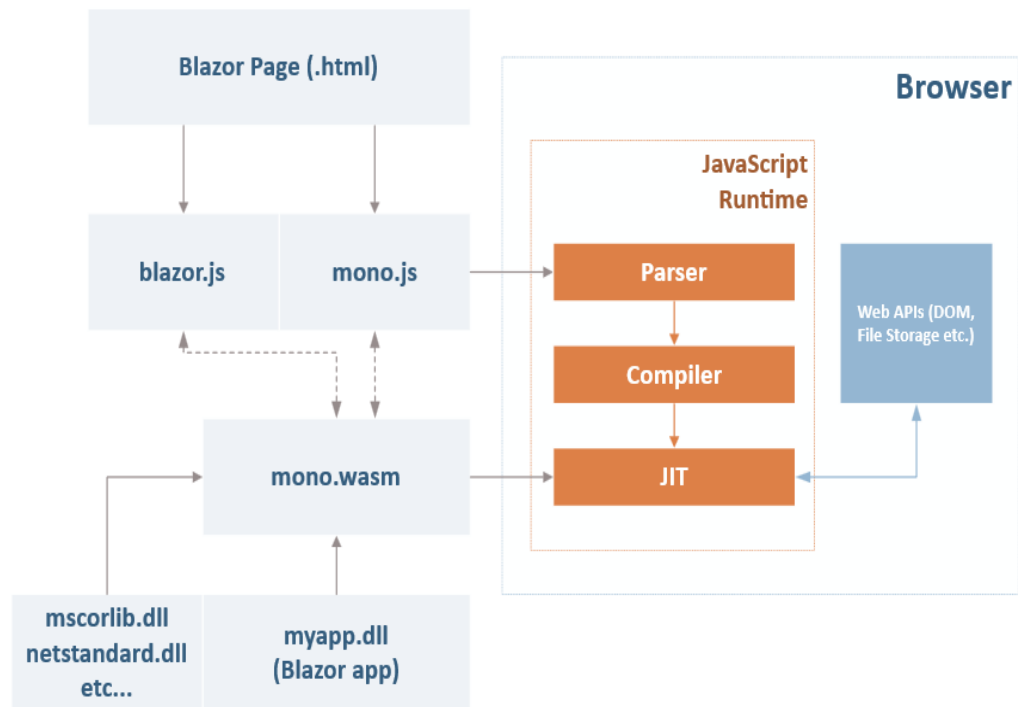 Blazor Page (.html)
Browser
JavaScript
Runtime
blazor.js
mono.js
Parser
Web APIs (DOM,
File Storage etc.)
Compiler
mono.wasm
JIT
mscorlib.dll
netstandard.dll
etc...
myapp.dll
(Blazor app)